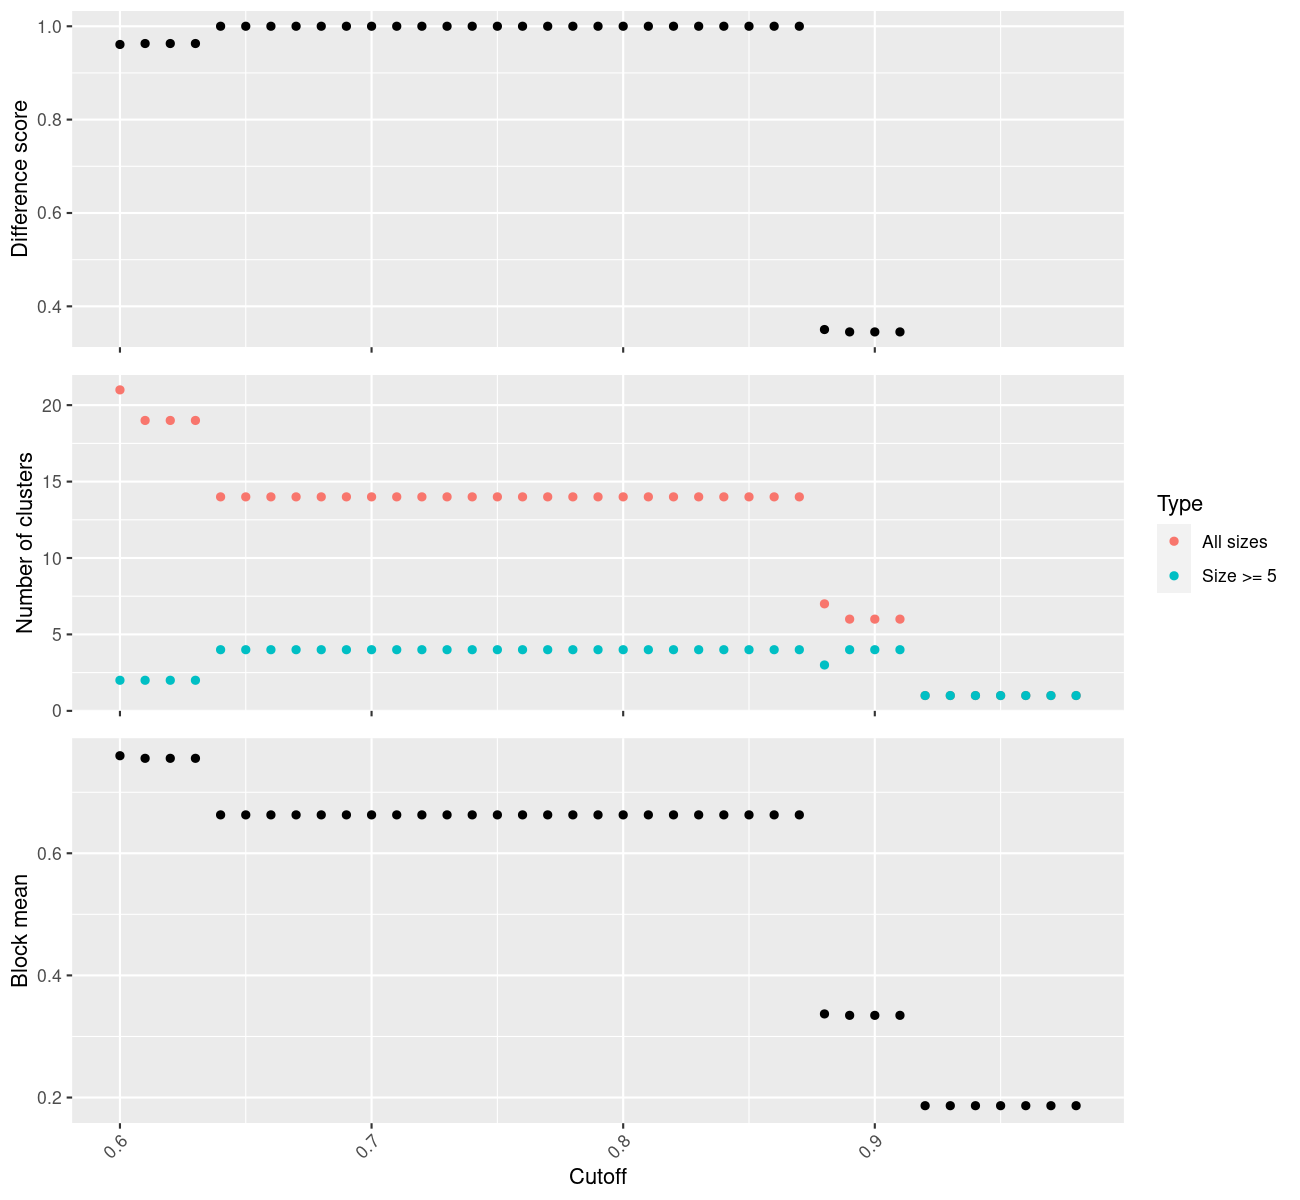 Difference score
1.0
0.8
0.6
0.4
Number of clusters
20
15
10
5
0
Type
All sizes
Size >= 5
Block mean
0.6
0.4
0.2
0.6 0.7 0.8 0.9
Cutoff